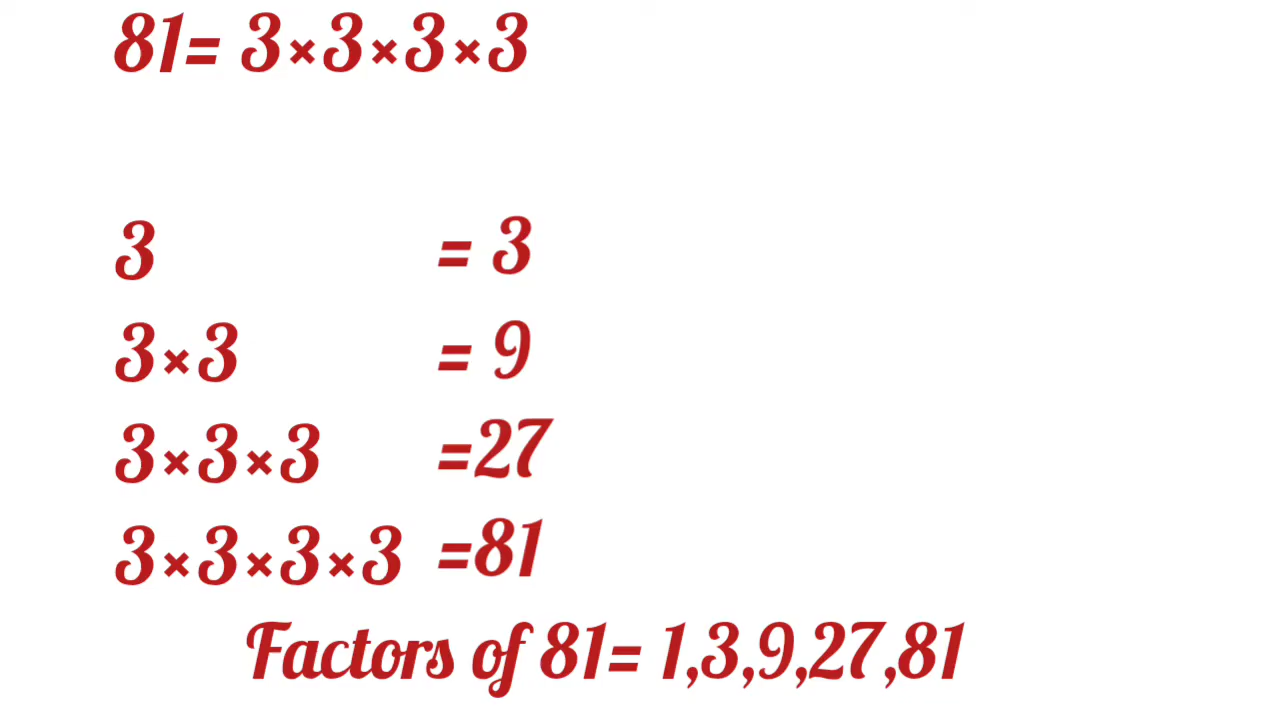 81= 3×3×3×3
3 = 3
3×3 = 9
3×3×3 =27
3×3×3×3 =81
Factors of 81= 1,3,9,27,81